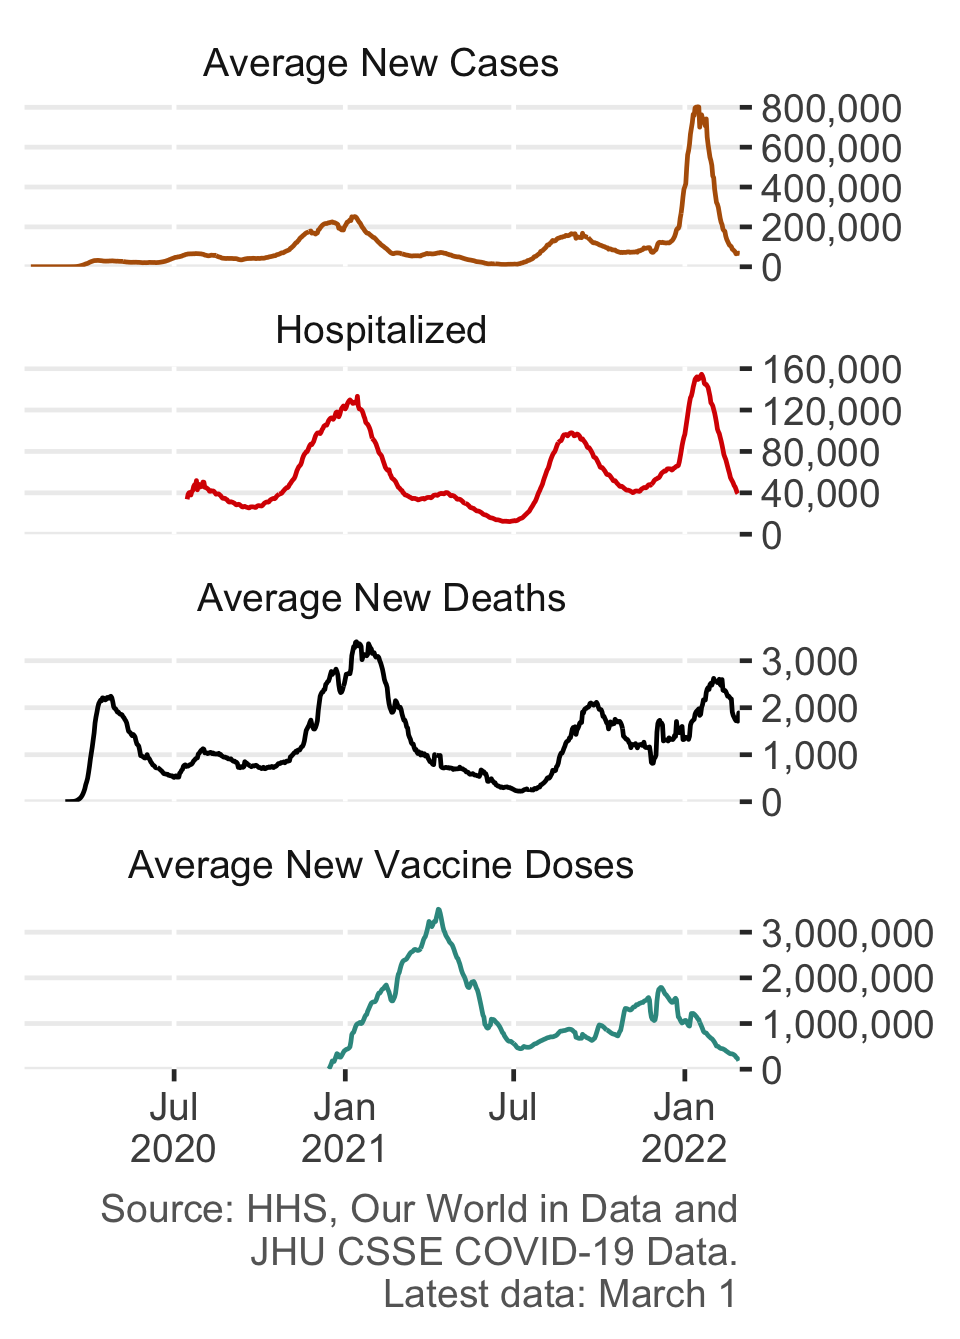 Average New Cases
800,000
600,000
400,000
200,000
0
Hospitalized
160,000
120,000
80,000
40,000
0
Average New Deaths
3,000
2,000
1,000
0
Average New Vaccine Doses
3,000,000
2,000,000
1,000,000
0
Jul Jan Jul Jan
2020 2021 2022
Source: HHS, Our World in Data and
JHU CSSE COVID-19 Data.
Latest data: March 1